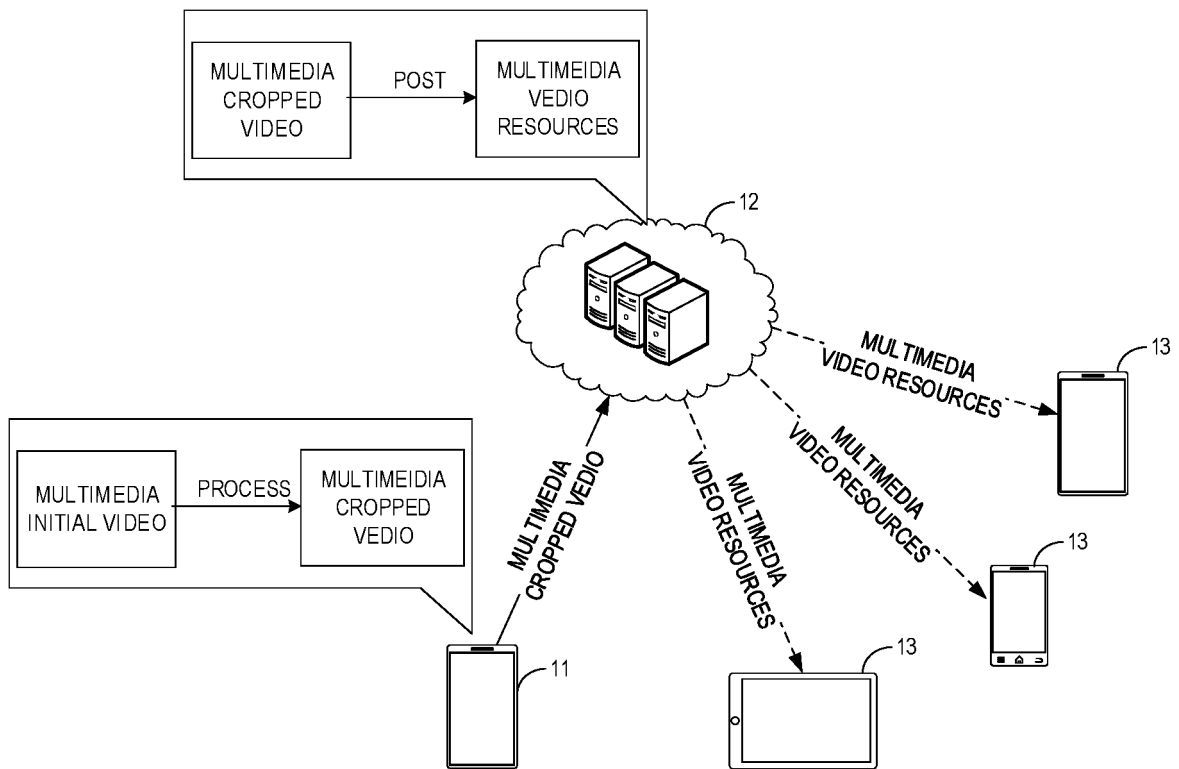 MULTIMEDIA
CROPPED
VIDEO
POST
MULTIMEIDIA
VEDIO
RESOURCES
12
MULTIMEDIA
VIDEO RESOURCES
13
MULTIMEDIA
VIDEO RESOURCES
13
MULTIMEDIA
VIDEO RESOURCES
13
MULTIMEDIA
CROPPED VEDIO
MULTIMEDIA
INITIAL VIDEO
PROCESS
MULTIMEIDIA
CROPPED
VEDIO
11